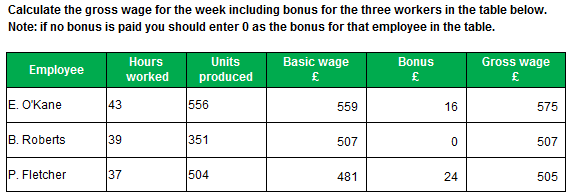 Calculate the gross wage for the week including bonus for the three workers in the table below.
Note: if no bonus is paid you should enter 0 as the bonus for that employee in the table.
Employee Hours worked Units produced Basic wage £ Bonus £ Gross wage £
E. O'Kane 43 556 559 16 575
B. Roberts 39 351 507 0 507
P. Fletcher 37 504 481 24 505